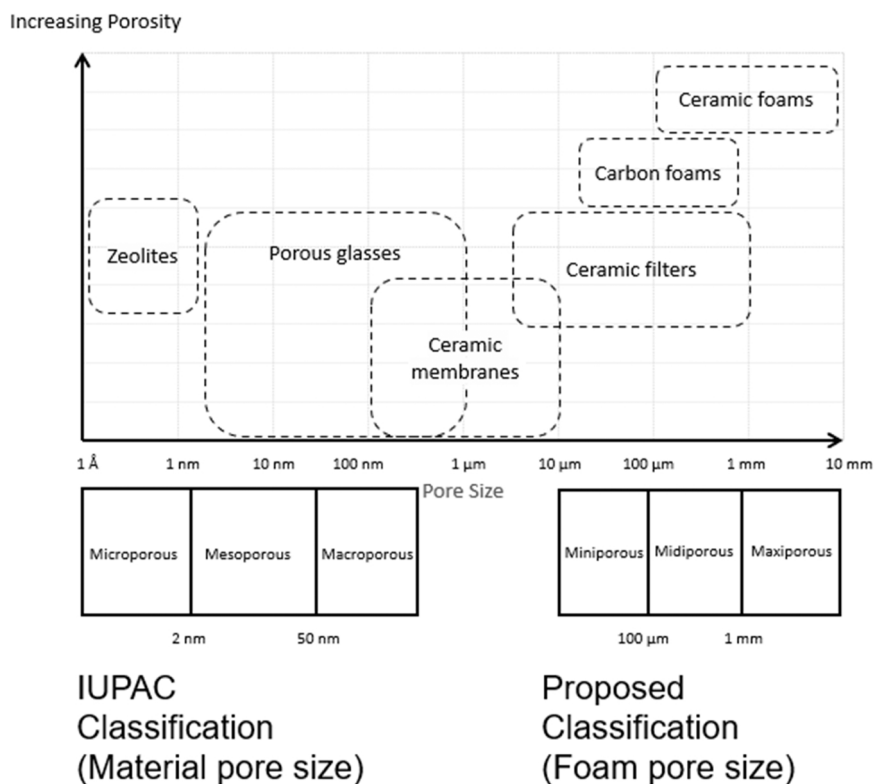 Increasing Porosity
Ceramic foams
Carbon foams
Zeolites
Porous glasses
Ceramic filters
Ceramic
membranes
1 Å
1 nm
10 nm
100 nm
1 µm
10 µm
100 µm
1 mm
10 mm
Pore Size
Microporous
Mesoporous
Macroporous
Miniporous
Midiporous
Maxiporous
2 nm
50 nm
100 µm
1 mm
IUPAC
Classification
(Material pore size)
Proposed
Classification
(Foam pore size)